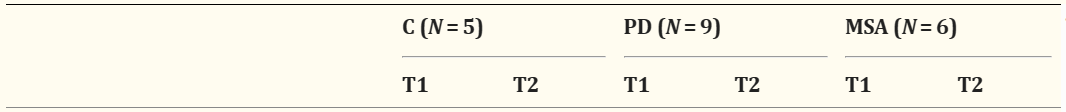 C (N = 5) PD (N = 9) MSA (N = 6)
T1 T2 T1 T2 T1 T2